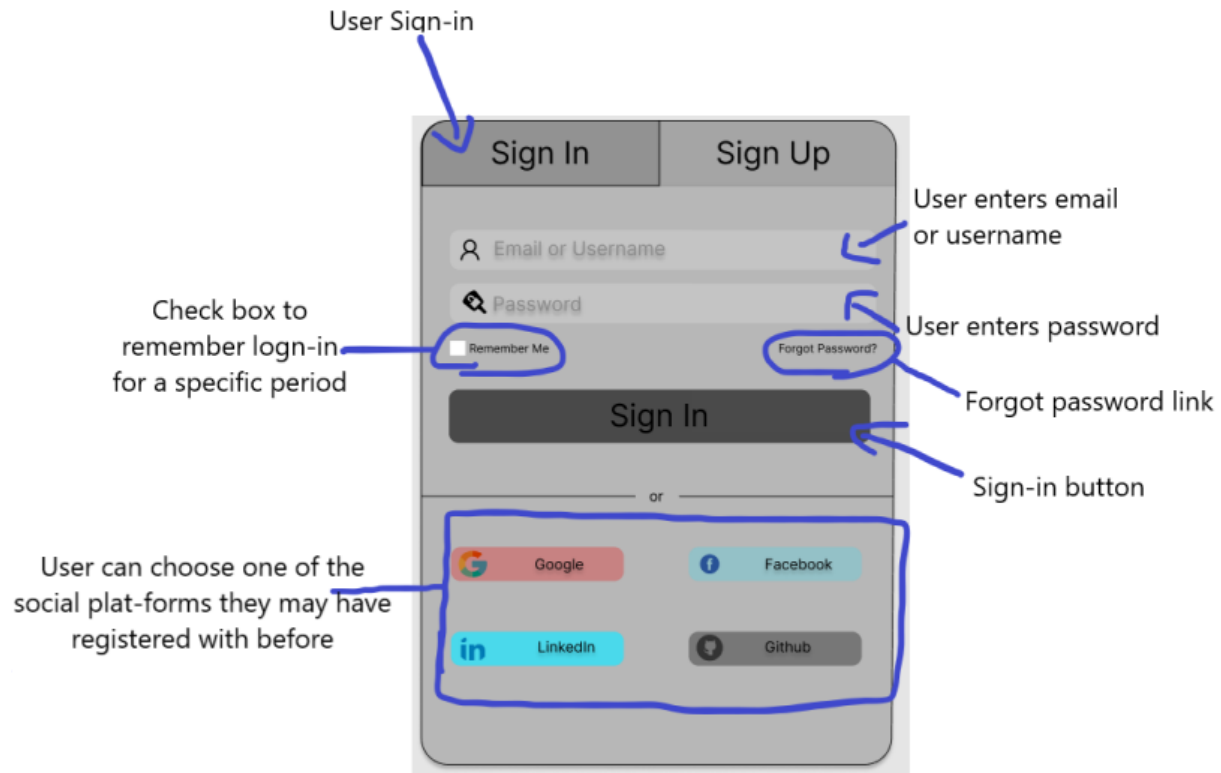 User Sign-in
Sign In
Sign Up
User enters email
or username
Email or Username
Password
User enters password
Check box to
remember logn-in
for a specific period
Remember Me
Forgot Password?
Forgot password link
Sign In
Sign-in button
or
User can choose one of the
social plat-forms they may have
registered with before
Google
Facebook
LinkedIn
Github